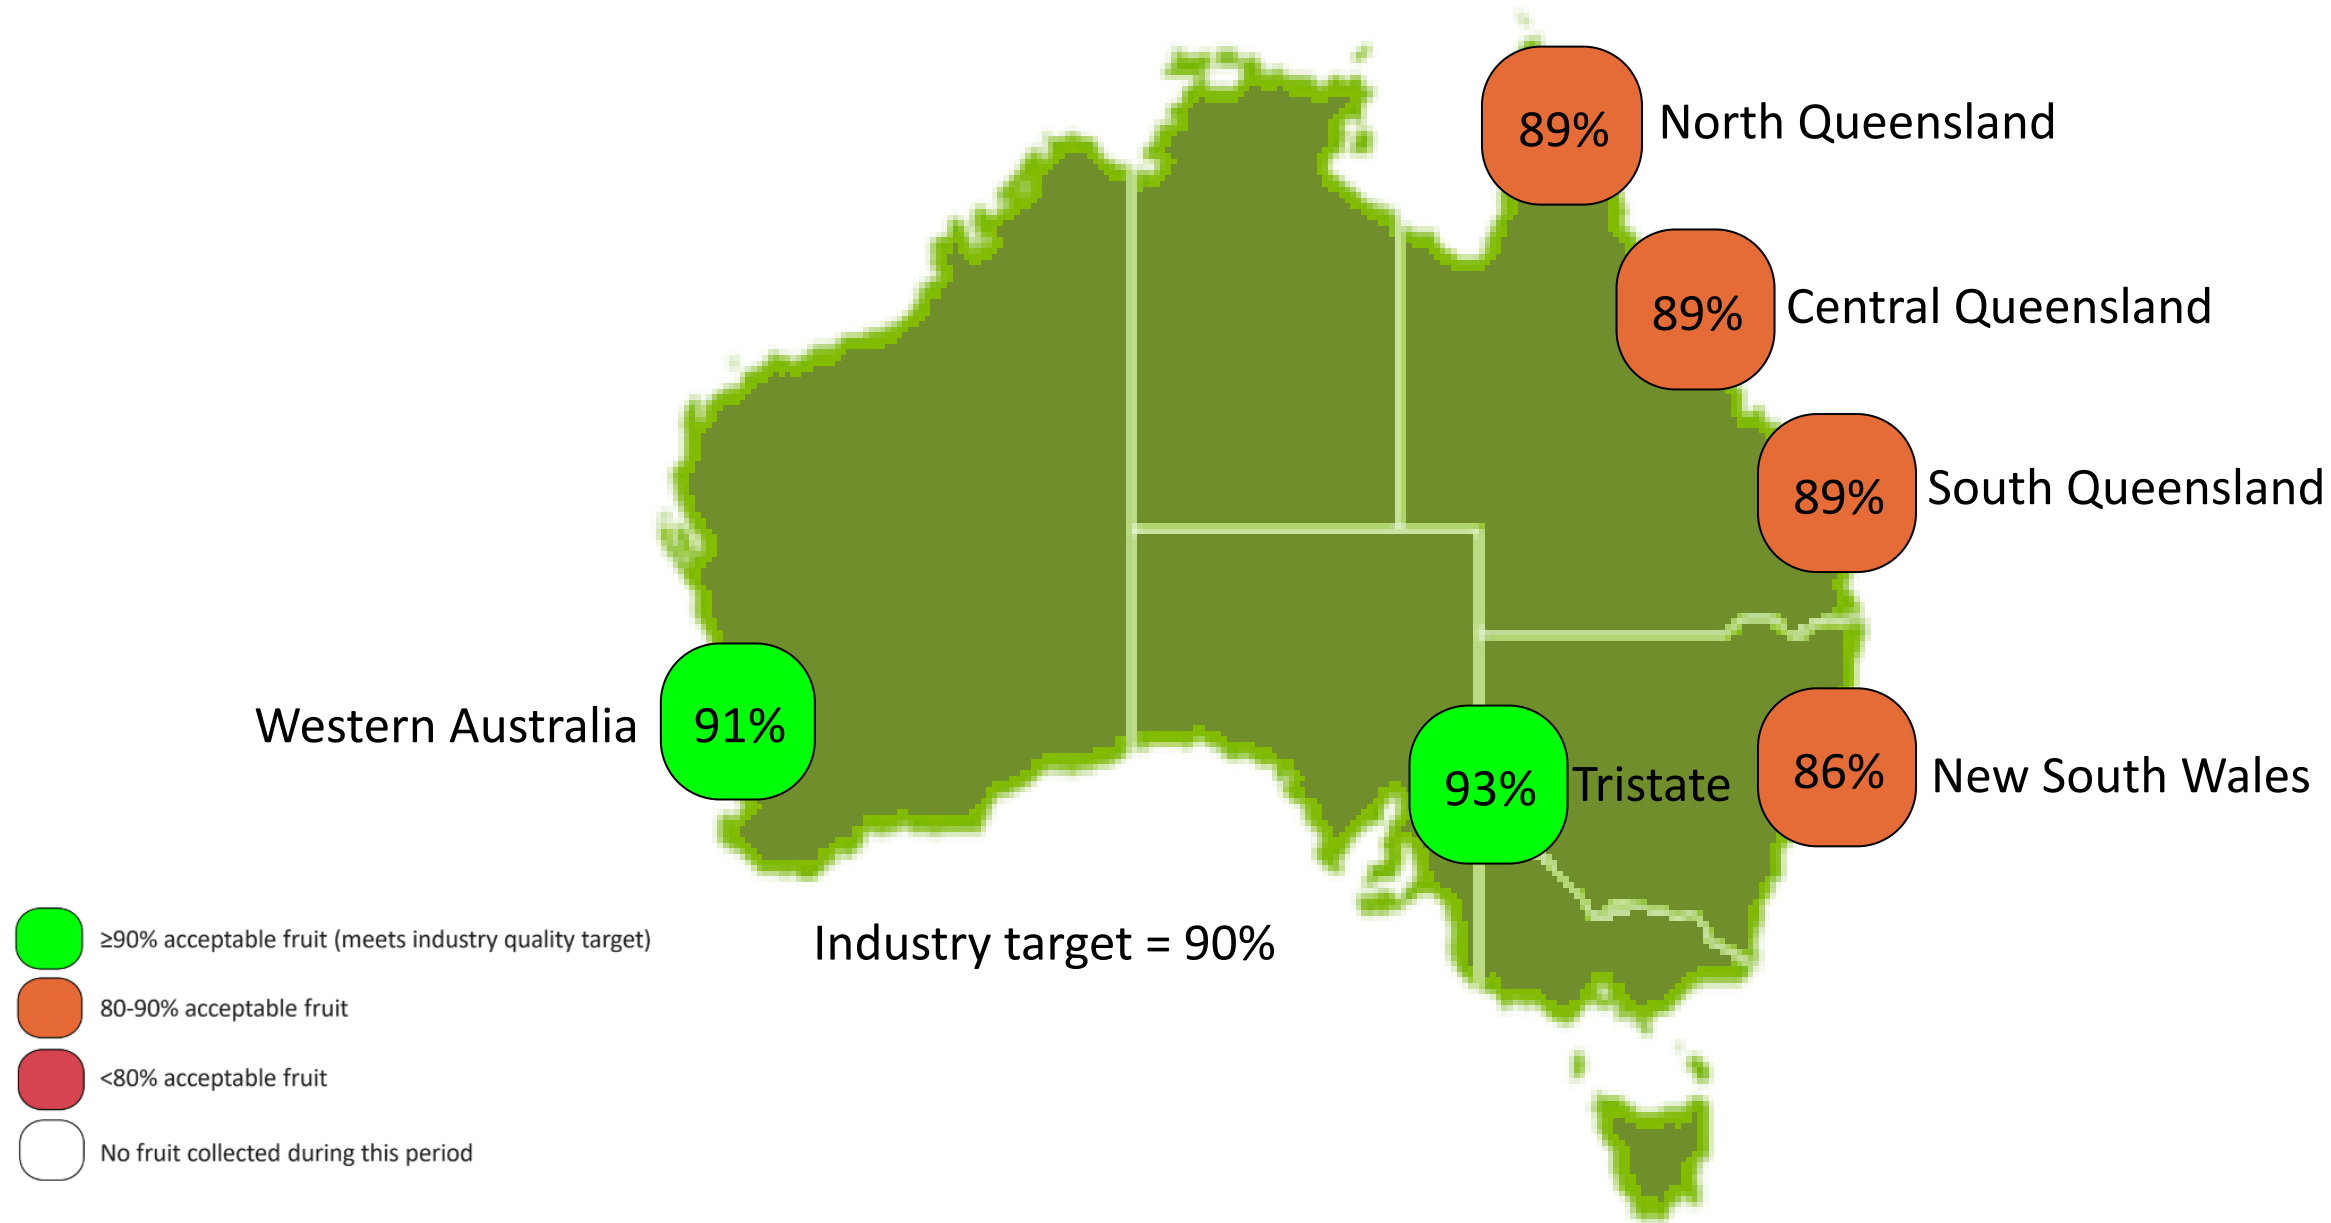 89% North Queensland
89% Central Queensland
89% South Queensland
Western Australia 91%
93% Tristate
86% New South Wales
Industry target = 90%
≥90% acceptable fruit (meets industry quality target)
80-90% acceptable fruit
<80% acceptable fruit
No fruit collected during this period